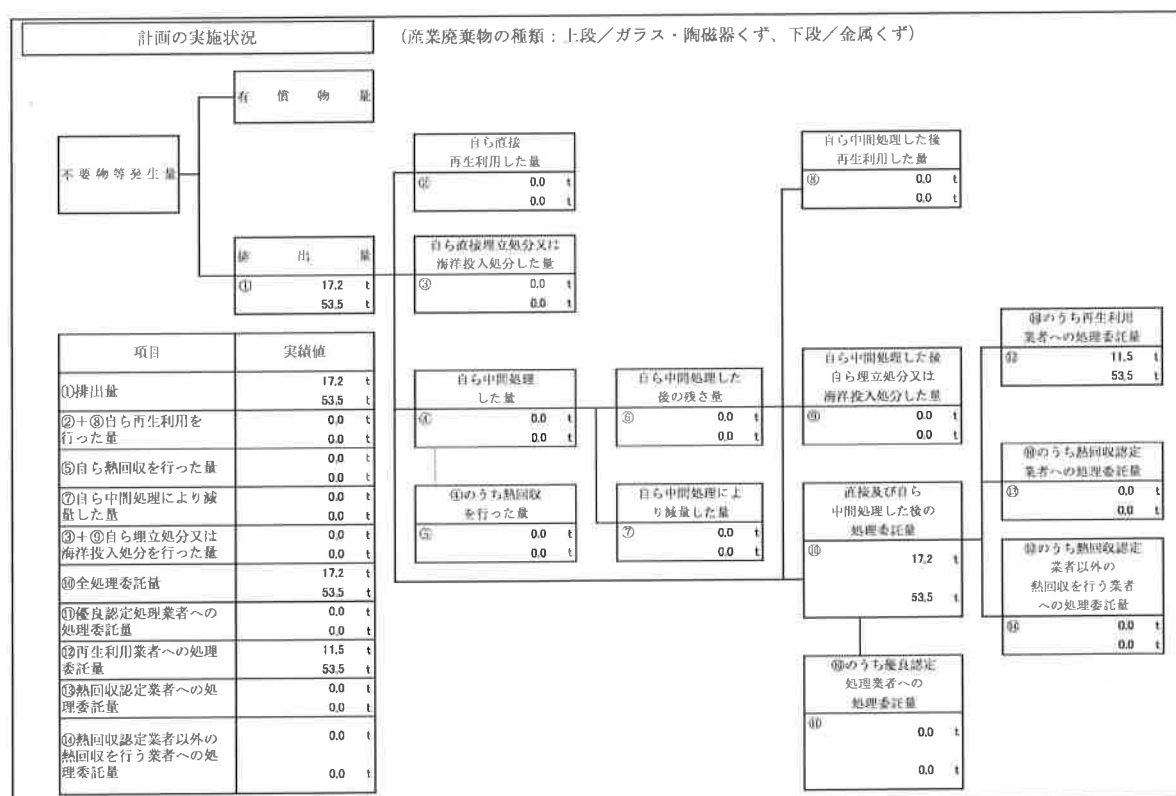 計画の実施状況
(産業廃棄物の種類：上段／ガラス・陶磁器くず、下段／金属くず)
有償物量
不要物等発生量
自ら直接
再生利用した量
0.0 t
0.0 t
自ら中間処理した後
再生利用した量
⑧ 0.0 t
0.0 t
排出量
① 17.2 t
53.5 t
自ら直接埋立処分又は
海洋投入処分した量
③ 0.0 t
0.0 t
項目 実績値
①排出量 17.2 t
53.5 t
②＋⑧自ら再生利用を
行った量
0.0 t
0.0 t
⑤自ら熱回収を行った量 0.0 t
0.0 t
⑦自ら中間処理により減
量した量
0.0 t
0.0 t
③＋⑨自ら埋立処分又は
海洋投入処分を行った量
0.0 t
0.0 t
⑩全処理委託量 17.2 t
53.5 t
⑪優良認定処理業者への
処理委託量
0.0 t
0.0 t
⑫再生利用業者への処理
委託量
11.5 t
53.5 t
⑬熱回収認定業者への処
理委託量
0.0 t
0.0 t
⑭熱回収認定業者以外の
熱回収を行う業者への処
理委託量
0.0 t
0.0 t
自ら中間処理
した量
④ 0.0 t
0.0 t
④のうち熱回収
を行った量
⑤ 0.0 t
0.0 t
自ら中間処理した
後の残さ量
⑥ 0.0 t
0.0 t
自ら中間処理によ
り減量した量
⑦ 0.0 t
0.0 t
自ら中間処理した後
自ら埋立処分又は
海洋投入処分した量
⑨ 0.0 t
0.0 t
直接及び自ら
中間処理した後の
処理委託量
⑩ 17.2 t
53.5 t
⑩のうち優良認定
処理業者への
処理委託量
0.0 t
0.0 t
⑩のうち再生利用
業者への処理委託量
⑫ 11.5 t
53.5 t
⑩のうち熱回収認定
業者への処理委託量
⑬ 0.0 t
0.0 t
⑩のうち熱回収認定
業者以外の
熱回収を行う業者
への処理委託量
⑭ 0.0 t
0.0 t